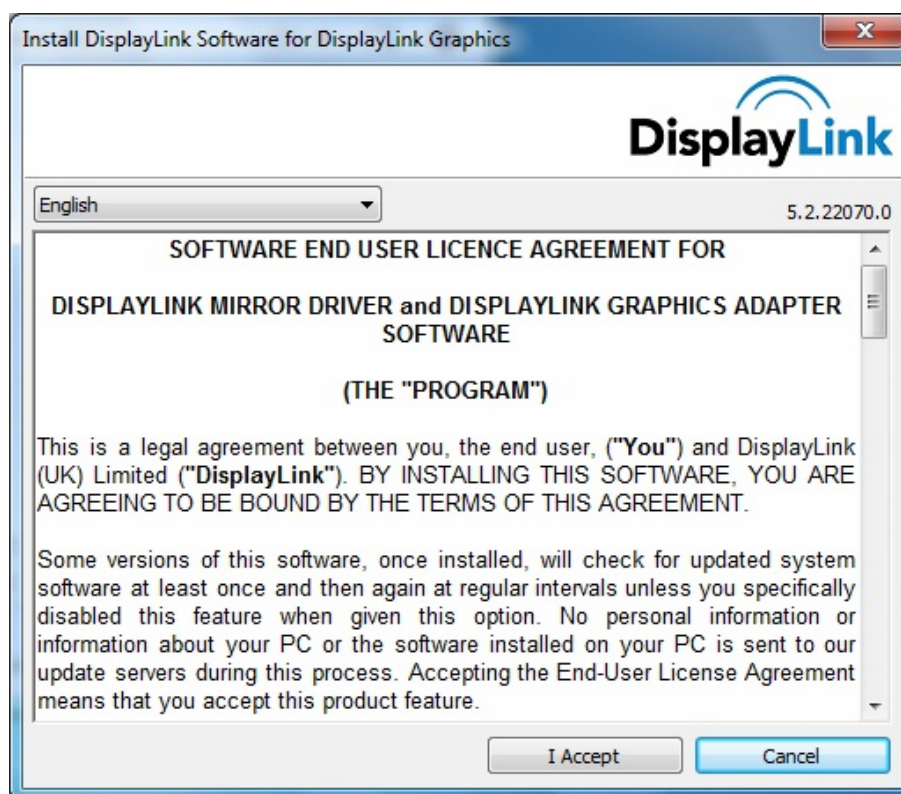 Install DisplayLink Software for DisplayLink Graphics
DisplayLink
English
5.2.22070.0
SOFTWARE END USER LICENCE AGREEMENT FOR
DISPLAYLINK MIRROR DRIVER and DISPLAYLINK GRAPHICS ADAPTER
SOFTWARE
(THE "PROGRAM")
This is a legal agreement between you, the end user, ("You") and DisplayLink
(UK) Limited ("DisplayLink"). BY INSTALLING THIS SOFTWARE, YOU ARE
AGREEING TO BE BOUND BY THE TERMS OF THIS AGREEMENT.
Some versions of this software, once installed, will check for updated system
software at least once and then again at regular intervals unless you specifically
disabled this feature when given this option. No personal information or
information about your PC or the software installed on your PC is sent to our
update servers during this process. Accepting the End-User License Agreement
means that you accept this product feature.
I Accept
Cancel